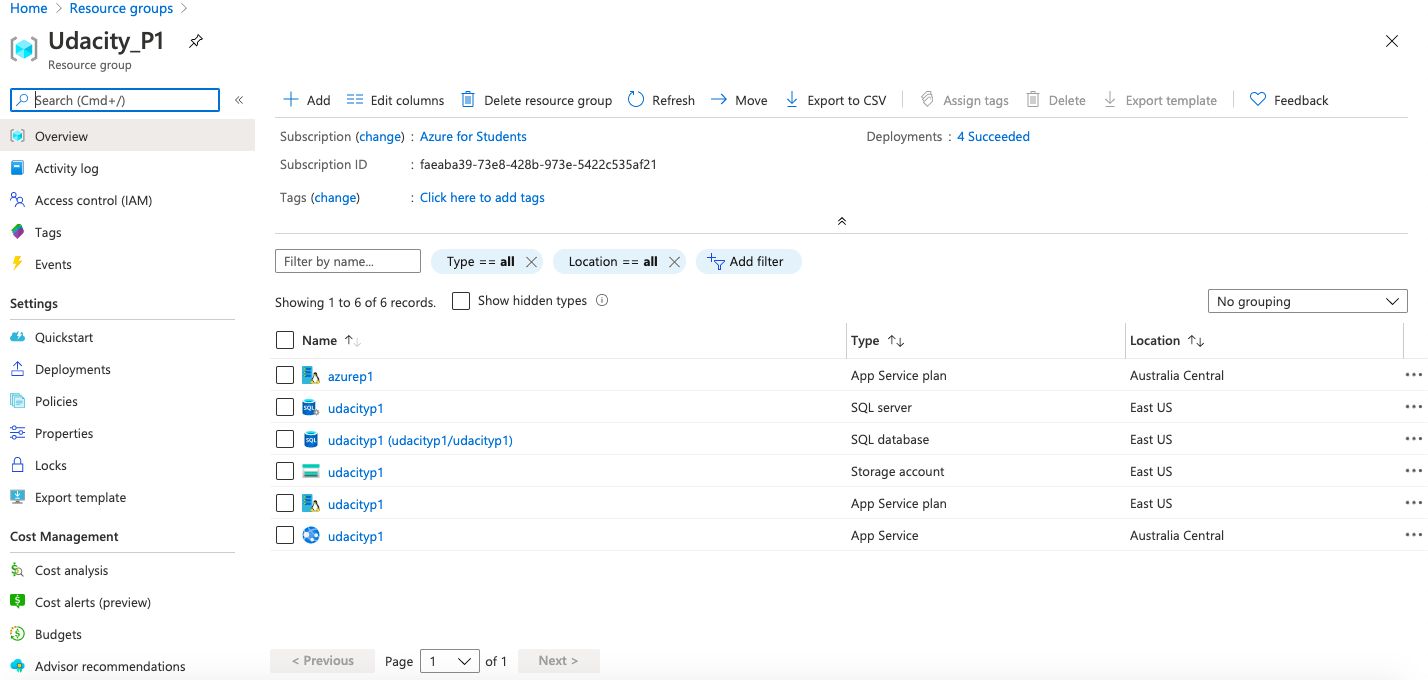 Home > Resource groups >
Udacity_P1
Resource group
Search (Cmd+/)
«
Overview
Activity log
Access control (IAM)
Tags
Events
Settings
Quickstart
Deployments
Policies
Properties
Locks
Export template
Cost Management
Cost analysis
Cost alerts (preview)
Budgets
Advisor recommendations
Add Edit columns Delete resource group Refresh Move Export to CSV Assign tags Delete Export template Feedback
Subscription (change) : Azure for Students Deployments : 4 Succeeded
Subscription ID : faeaba39-73e8-428b-973e-5422c535af21
Tags (change) : Click here to add tags
Filter by name... Type == all Location == all Add filter
Showing 1 to 6 of 6 records. Show hidden types No grouping
Name Type Location
azurep1 App Service plan Australia Central
udacityp1 SQL server East US
udacityp1 (udacityp1/udacityp1) SQL database East US
udacityp1 Storage account East US
udacityp1 App Service plan East US
udacityp1 App Service Australia Central
< Previous Page 1 of 1 Next >